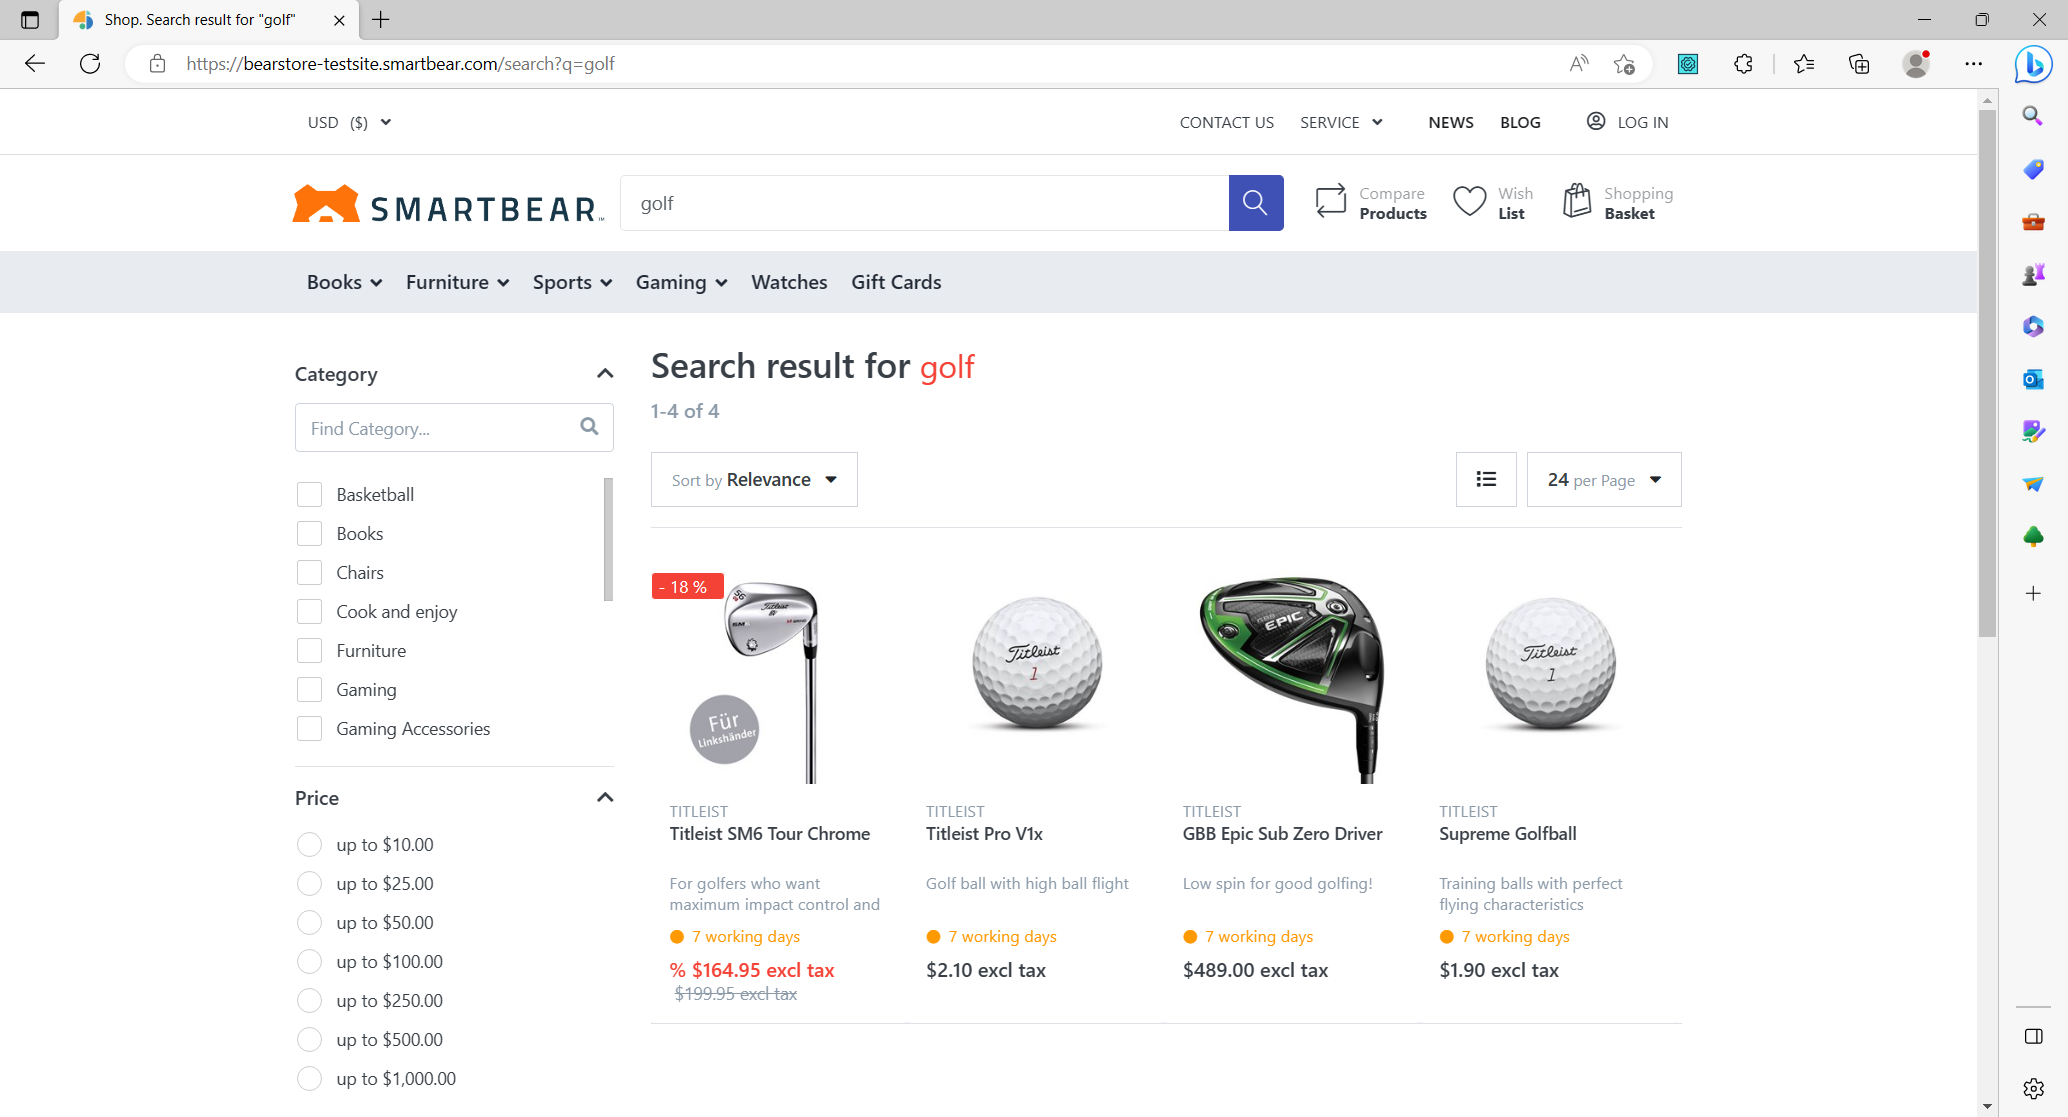 Shop. Search result for "golf"
https://bearstore-testsite.smartbear.com/search?q=golf
USD ($)
CONTACT US SERVICE NEWS BLOG LOG IN
SMARTBEAR
golf
Compare
Products
Wish
List
Shopping
Basket
Books Furniture Sports Gaming Watches Gift Cards
Category
Find Category...
Basketball
Books
Chairs
Cook and enjoy
Furniture
Gaming
Gaming Accessories
Price
up to $10.00
up to $25.00
up to $50.00
up to $100.00
up to $250.00
up to $500.00
up to $1,000.00
Search result for golf
1-4 of 4
Sort by Relevance
24 per Page
- 18 %
56
Titleist
SM6
Für
Linkshänder
TITLEIST
Titleist SM6 Tour Chrome
For golfers who want
maximum impact control and
7 working days
% $164.95 excl tax
$199.95 excl tax
Titleist
1
TITLEIST
Titleist Pro V1x
Golf ball with high ball flight
7 working days
$2.10 excl tax
EPIC
TITLEIST
GBB Epic Sub Zero Driver
Low spin for good golfing!
7 working days
$489.00 excl tax
Titleist
1
TITLEIST
Supreme Golfball
Training balls with perfect
flying characteristics
7 working days
$1.90 excl tax